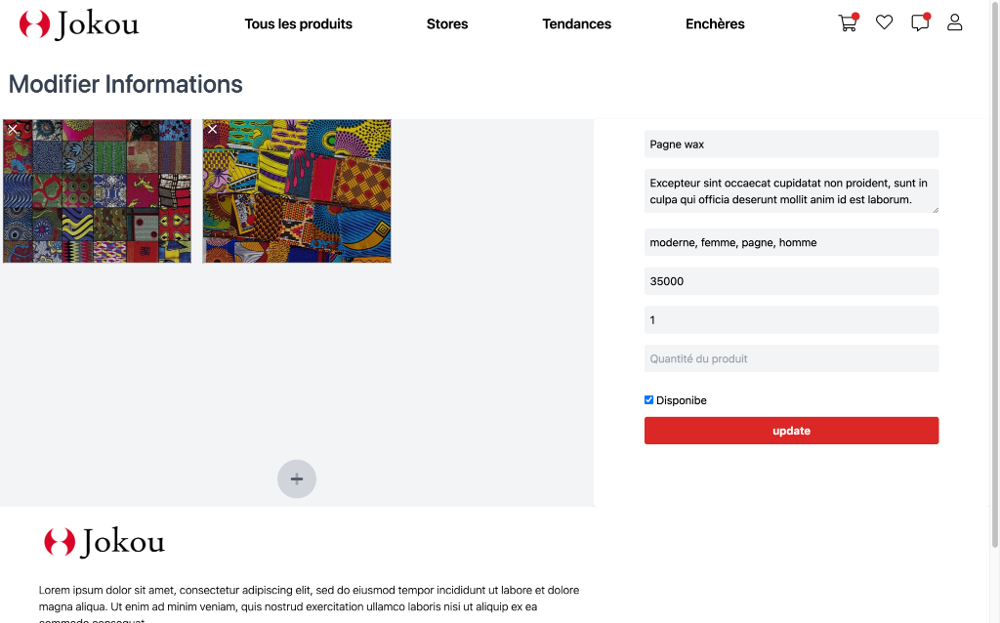 Jokou
Tous les produits
Stores
Tendances
Enchères
Modifier Informations
Pagne wax
Excepteur sint occaecat cupidatat non proident, sunt in
culpa qui officia deserunt mollit anim id est laborum.
moderne, femme, pagne, homme
35000
1
Quantité du produit
Disponibe
update
Jokou
Lorem ipsum dolor sit amet, consectetur adipiscing elit, sed do eiusmod tempor incididunt ut labore et dolore
magna aliqua. Ut enim ad minim veniam, quis nostrud exercitation ullamco laboris nisi ut aliquip ex ea
commodo consequat